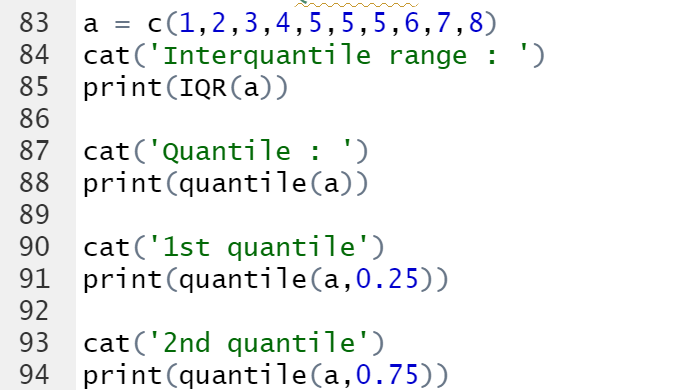 83 a = c(1,2,3,4,5,5,5,6,7,8)
84 cat('Interquantile range : ')
85 print(IQR(a))
86
87 cat('Quantile : ')
88 print(quantile(a))
89
90 cat('1st quantile')
91 print(quantile(a,0.25))
92
93 cat('2nd quantile')
94 print(quantile(a,0.75))